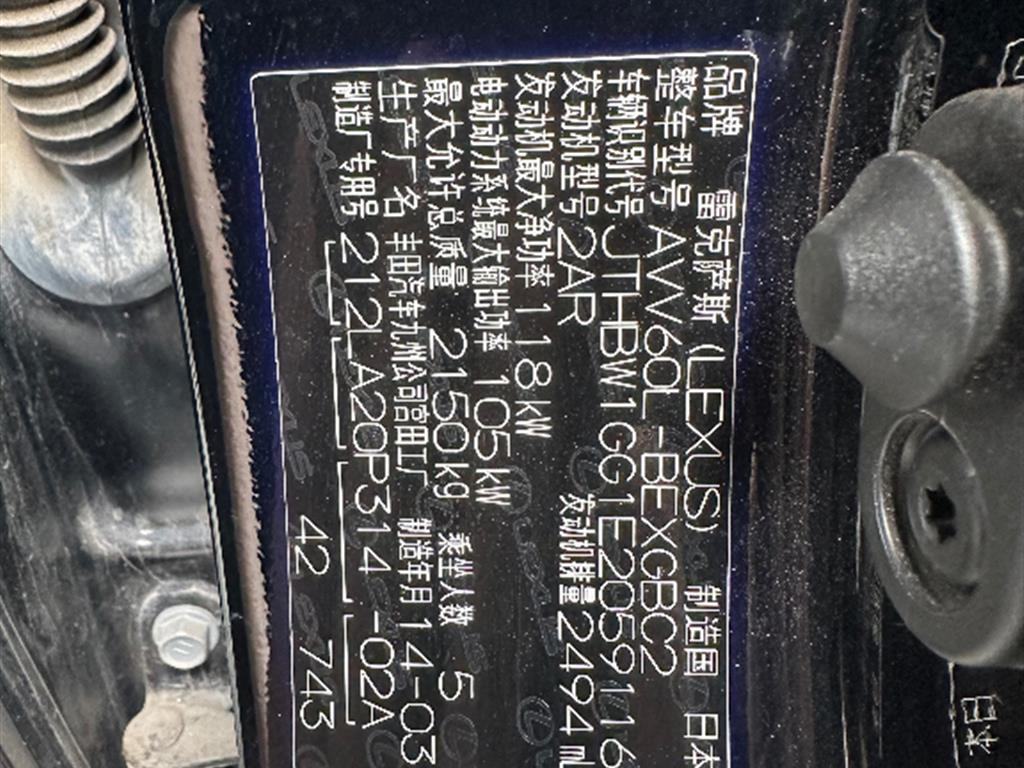 品牌 雷克萨斯 (LEXUS) 制造国 日本
整车型号 AVV60L-BEXGBC2
车辆识别代号 JTHBW1GG1E2059116
发动机型号 2AR 发动机排量 2494 ml
发动机最大净功率 118kW
电动动力系统最大输出功率 105kW
最大允许总质量 2150kg 乘坐人数 5
生产厂名 丰田汽车九州公司宫田工厂 制造年月 14-03
制造厂专用号 212LA20P314-02A
42 743
本日